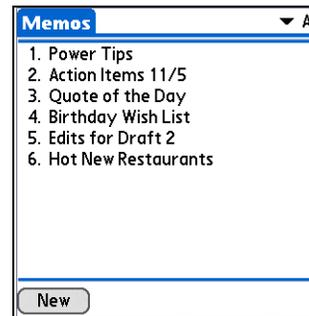 Memos
1. Power Tips
2. Action Items 11/5
3. Quote of the Day
4. Birthday Wish List
5. Edits for Draft 2
6. Hot New Restaurants
New